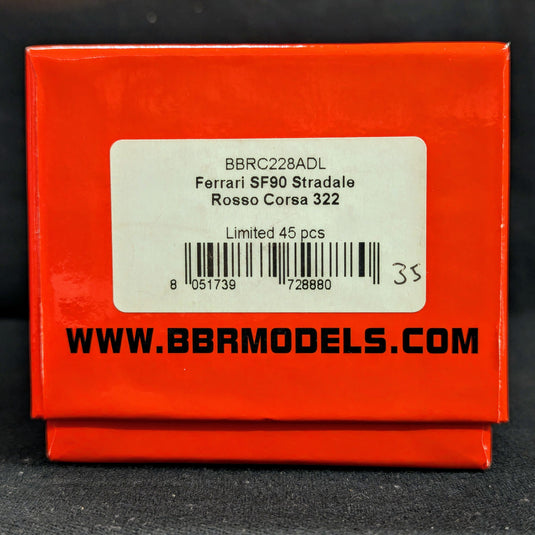 BBRC228ADL
Ferrari SF90 Stradale
Rosso Corsa 322
Limited 45 pcs
8 051739 728880
35
WWW.BBRMODELS.COM